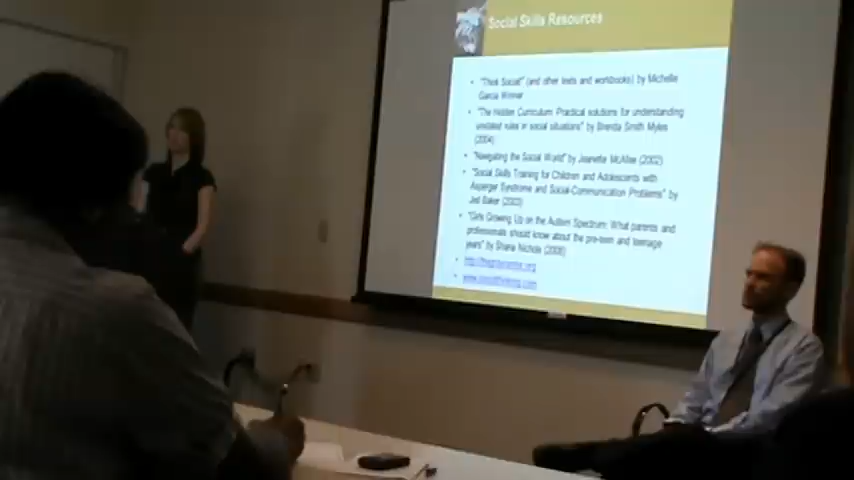 Social Skills Resources
• "Think Social" (and other texts and workbooks) by Michelle
Garcia Winner
• "The Hidden Curriculum: Practical solutions for understanding
unstated rules in social situations" by Brenda Smith Myles
(2004)
• "Navigating the Social World" by Jeanette McAfee (2002)
• "Social Skills Training for Children and Adolescents with
Asperger Syndrome and Social-Communication Problems" by
Jed Baker (2003)
• "Girls Growing Up on the Autism Spectrum: What parents and
professionals should know about the pre-teen and teenage
years" by Shana Nichols (2008)
• www.socialthinking.com